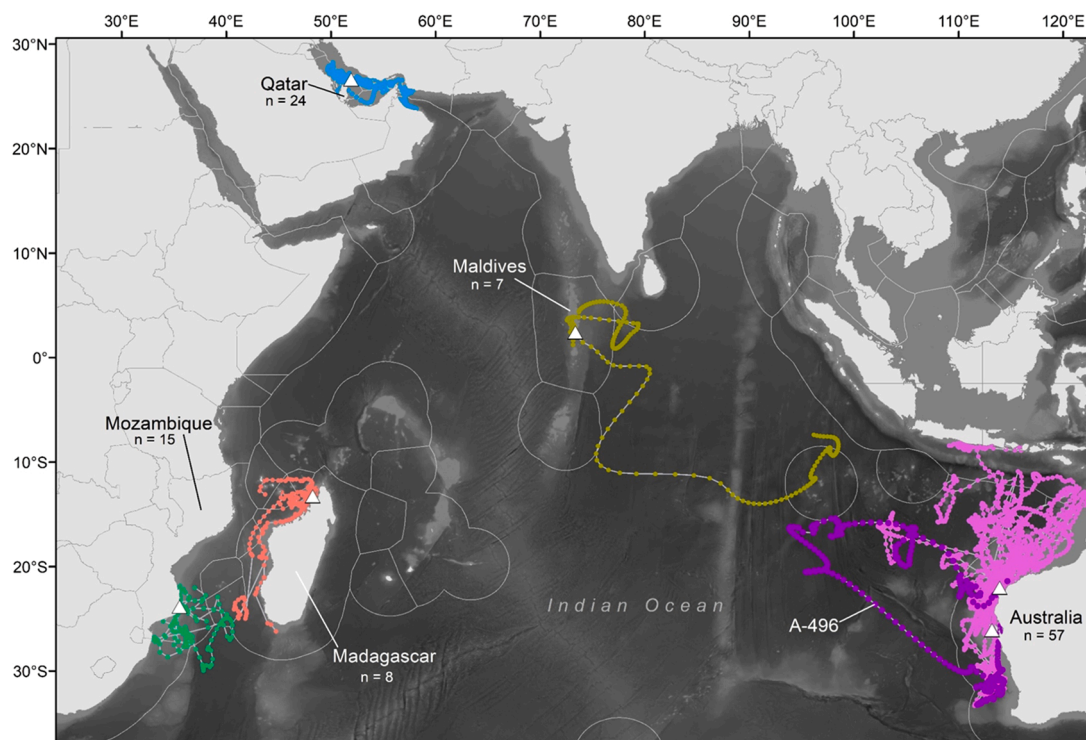 30°E
40°E
50°E
60°E
70°E
80°E
90°E
100°E
110°E
120°E
30°N
20°N
10°N
0°
10°S
20°S
30°S
Qatar
n = 24
Maldives
n = 7
Mozambique
n = 15
Madagascar
n = 8
Indian Ocean
A-496
Australia
n = 57